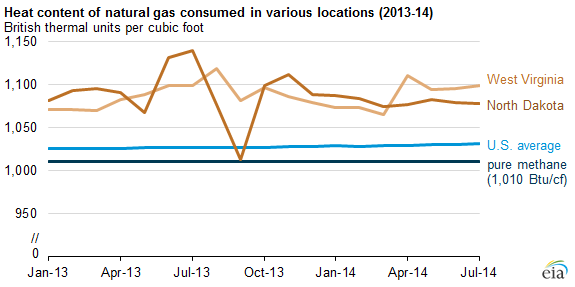 Heat content of natural gas consumed in various locations (2013-14)
British thermal units per cubic foot
1,150
1,100
1,050
1,000
950
//
0
West Virginia
North Dakota
U.S. average
pure methane
(1,010 Btu/cf)
Jan-13 Apr-13 Jul-13 Oct-13 Jan-14 Apr-14 Jul-14
eia